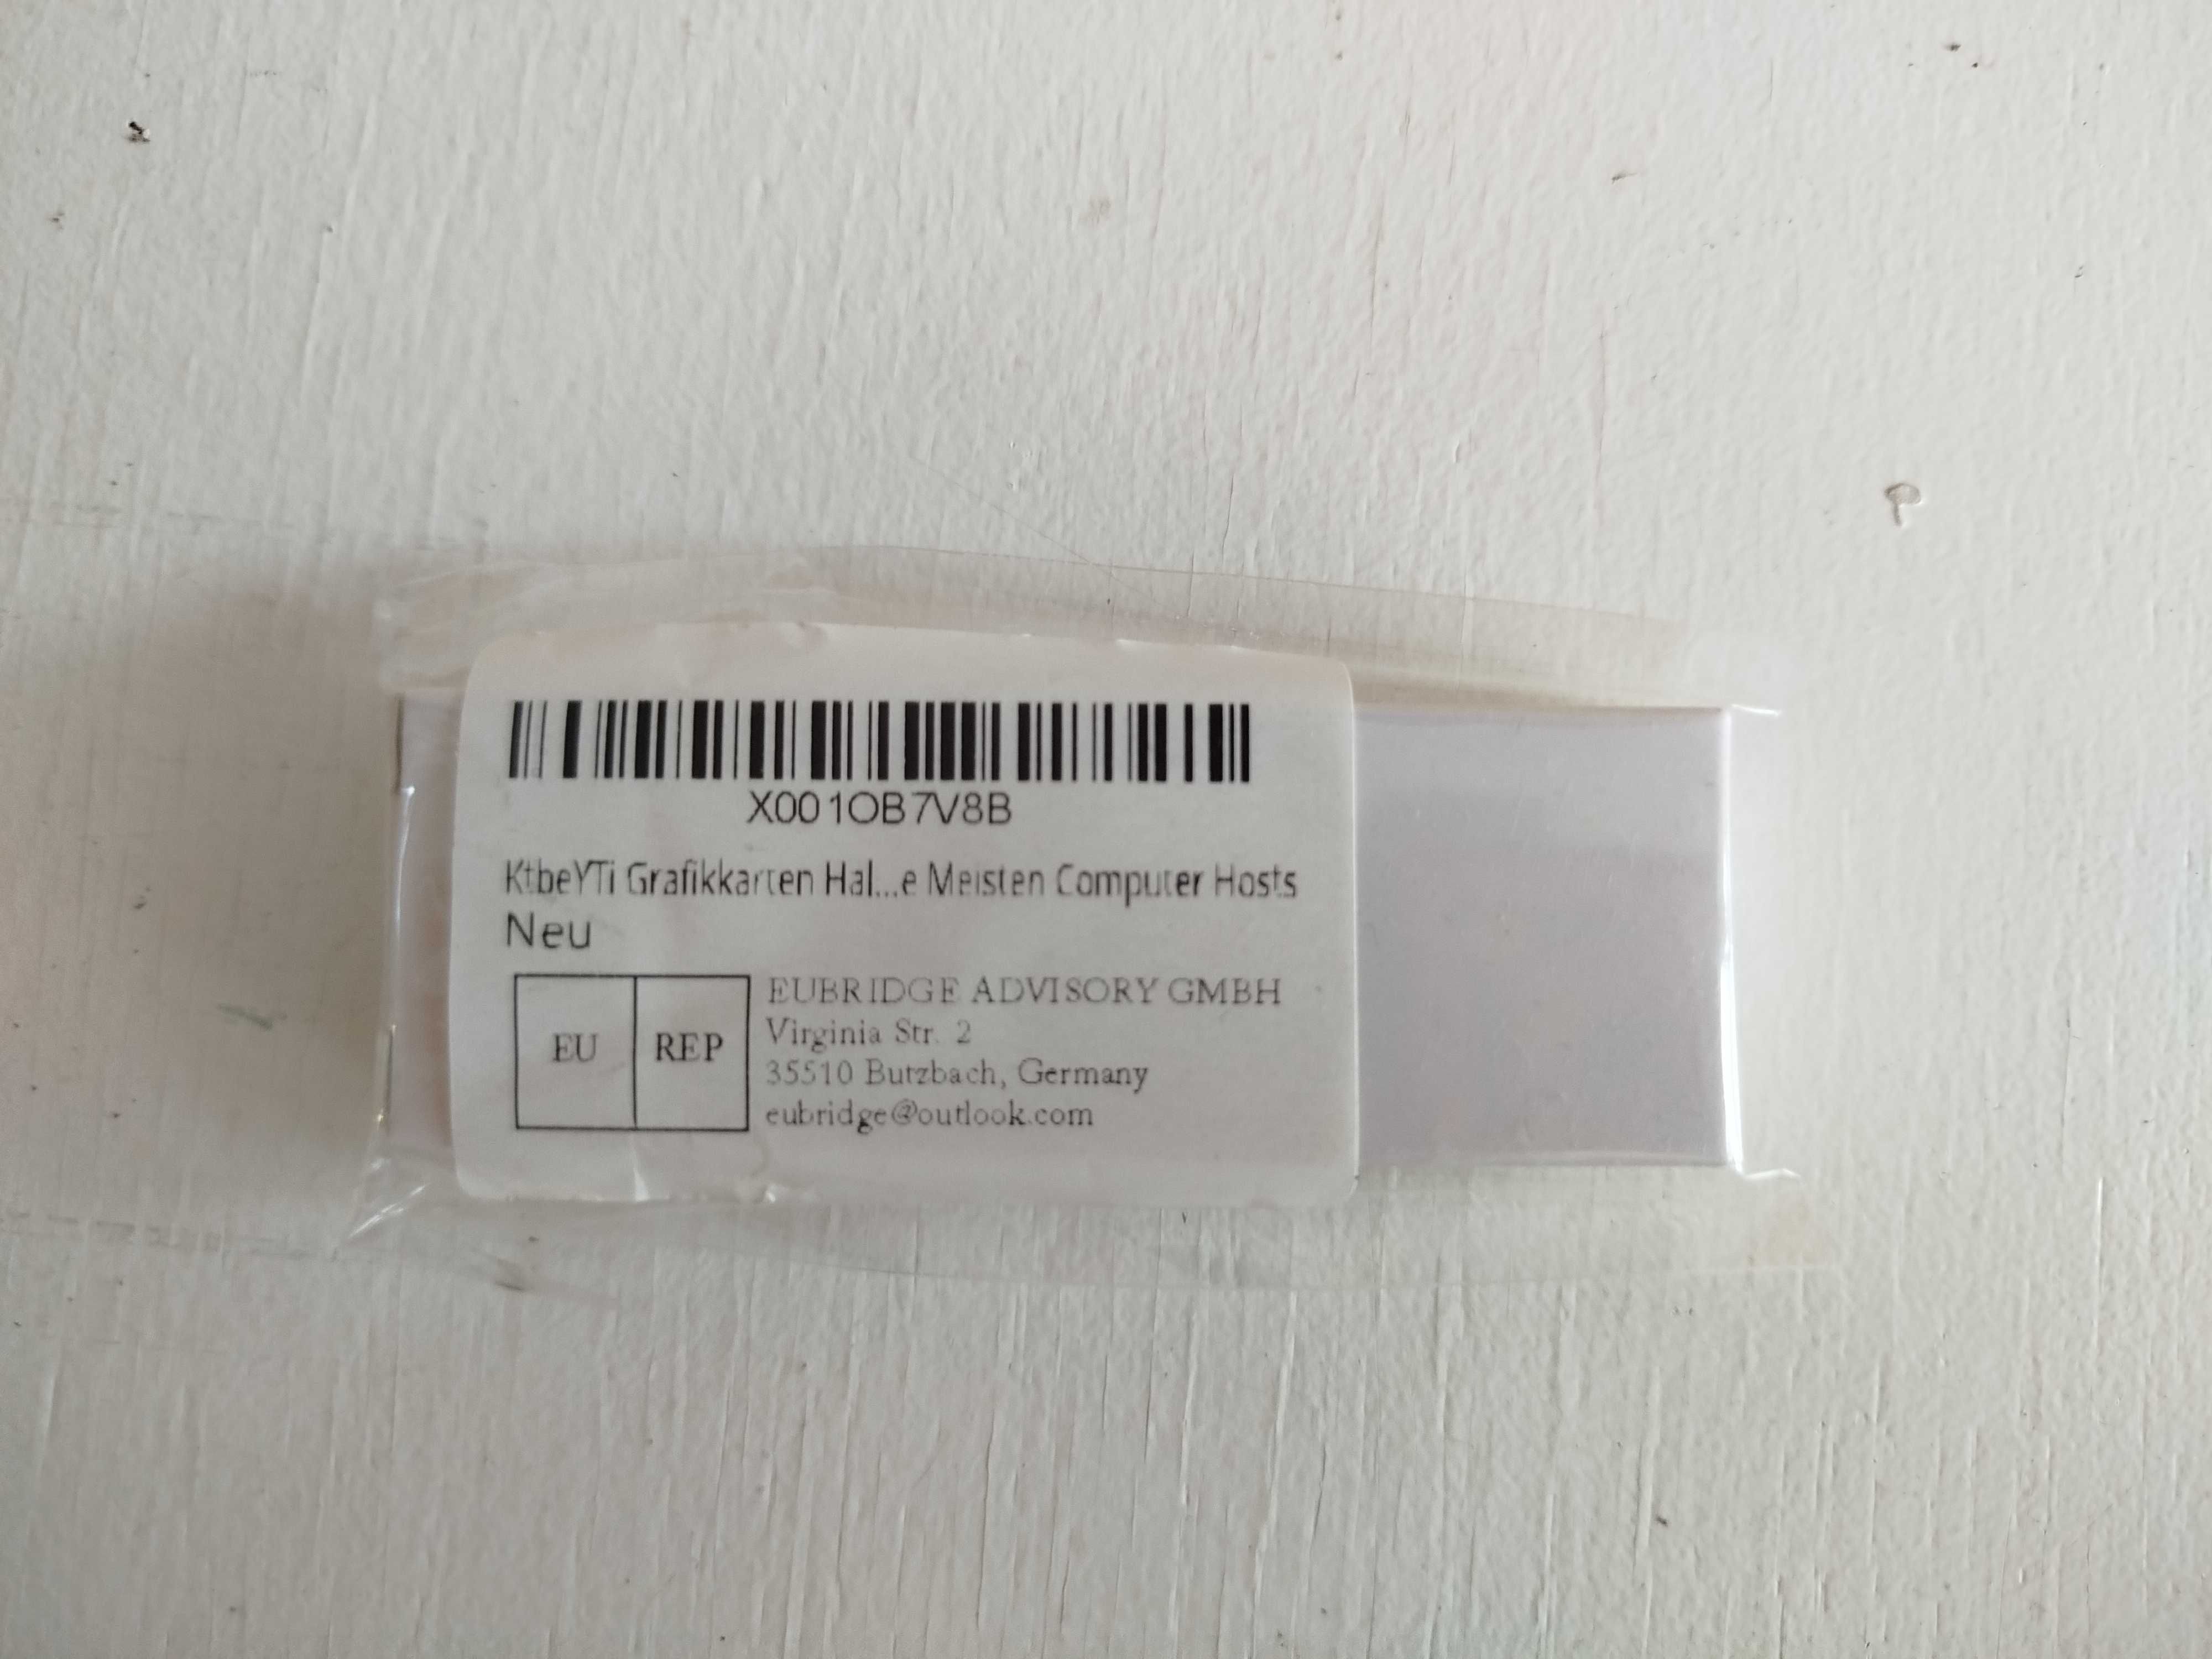 X001OB7V8B
KtbeYTi Grafikkarten Hal...e Meisten Computer Hosts
Neu
EU REP
EUBRIDGE ADVISORY GMBH
Virginia Str. 2
35510 Butzbach, Germany
eubridge@outlook.com